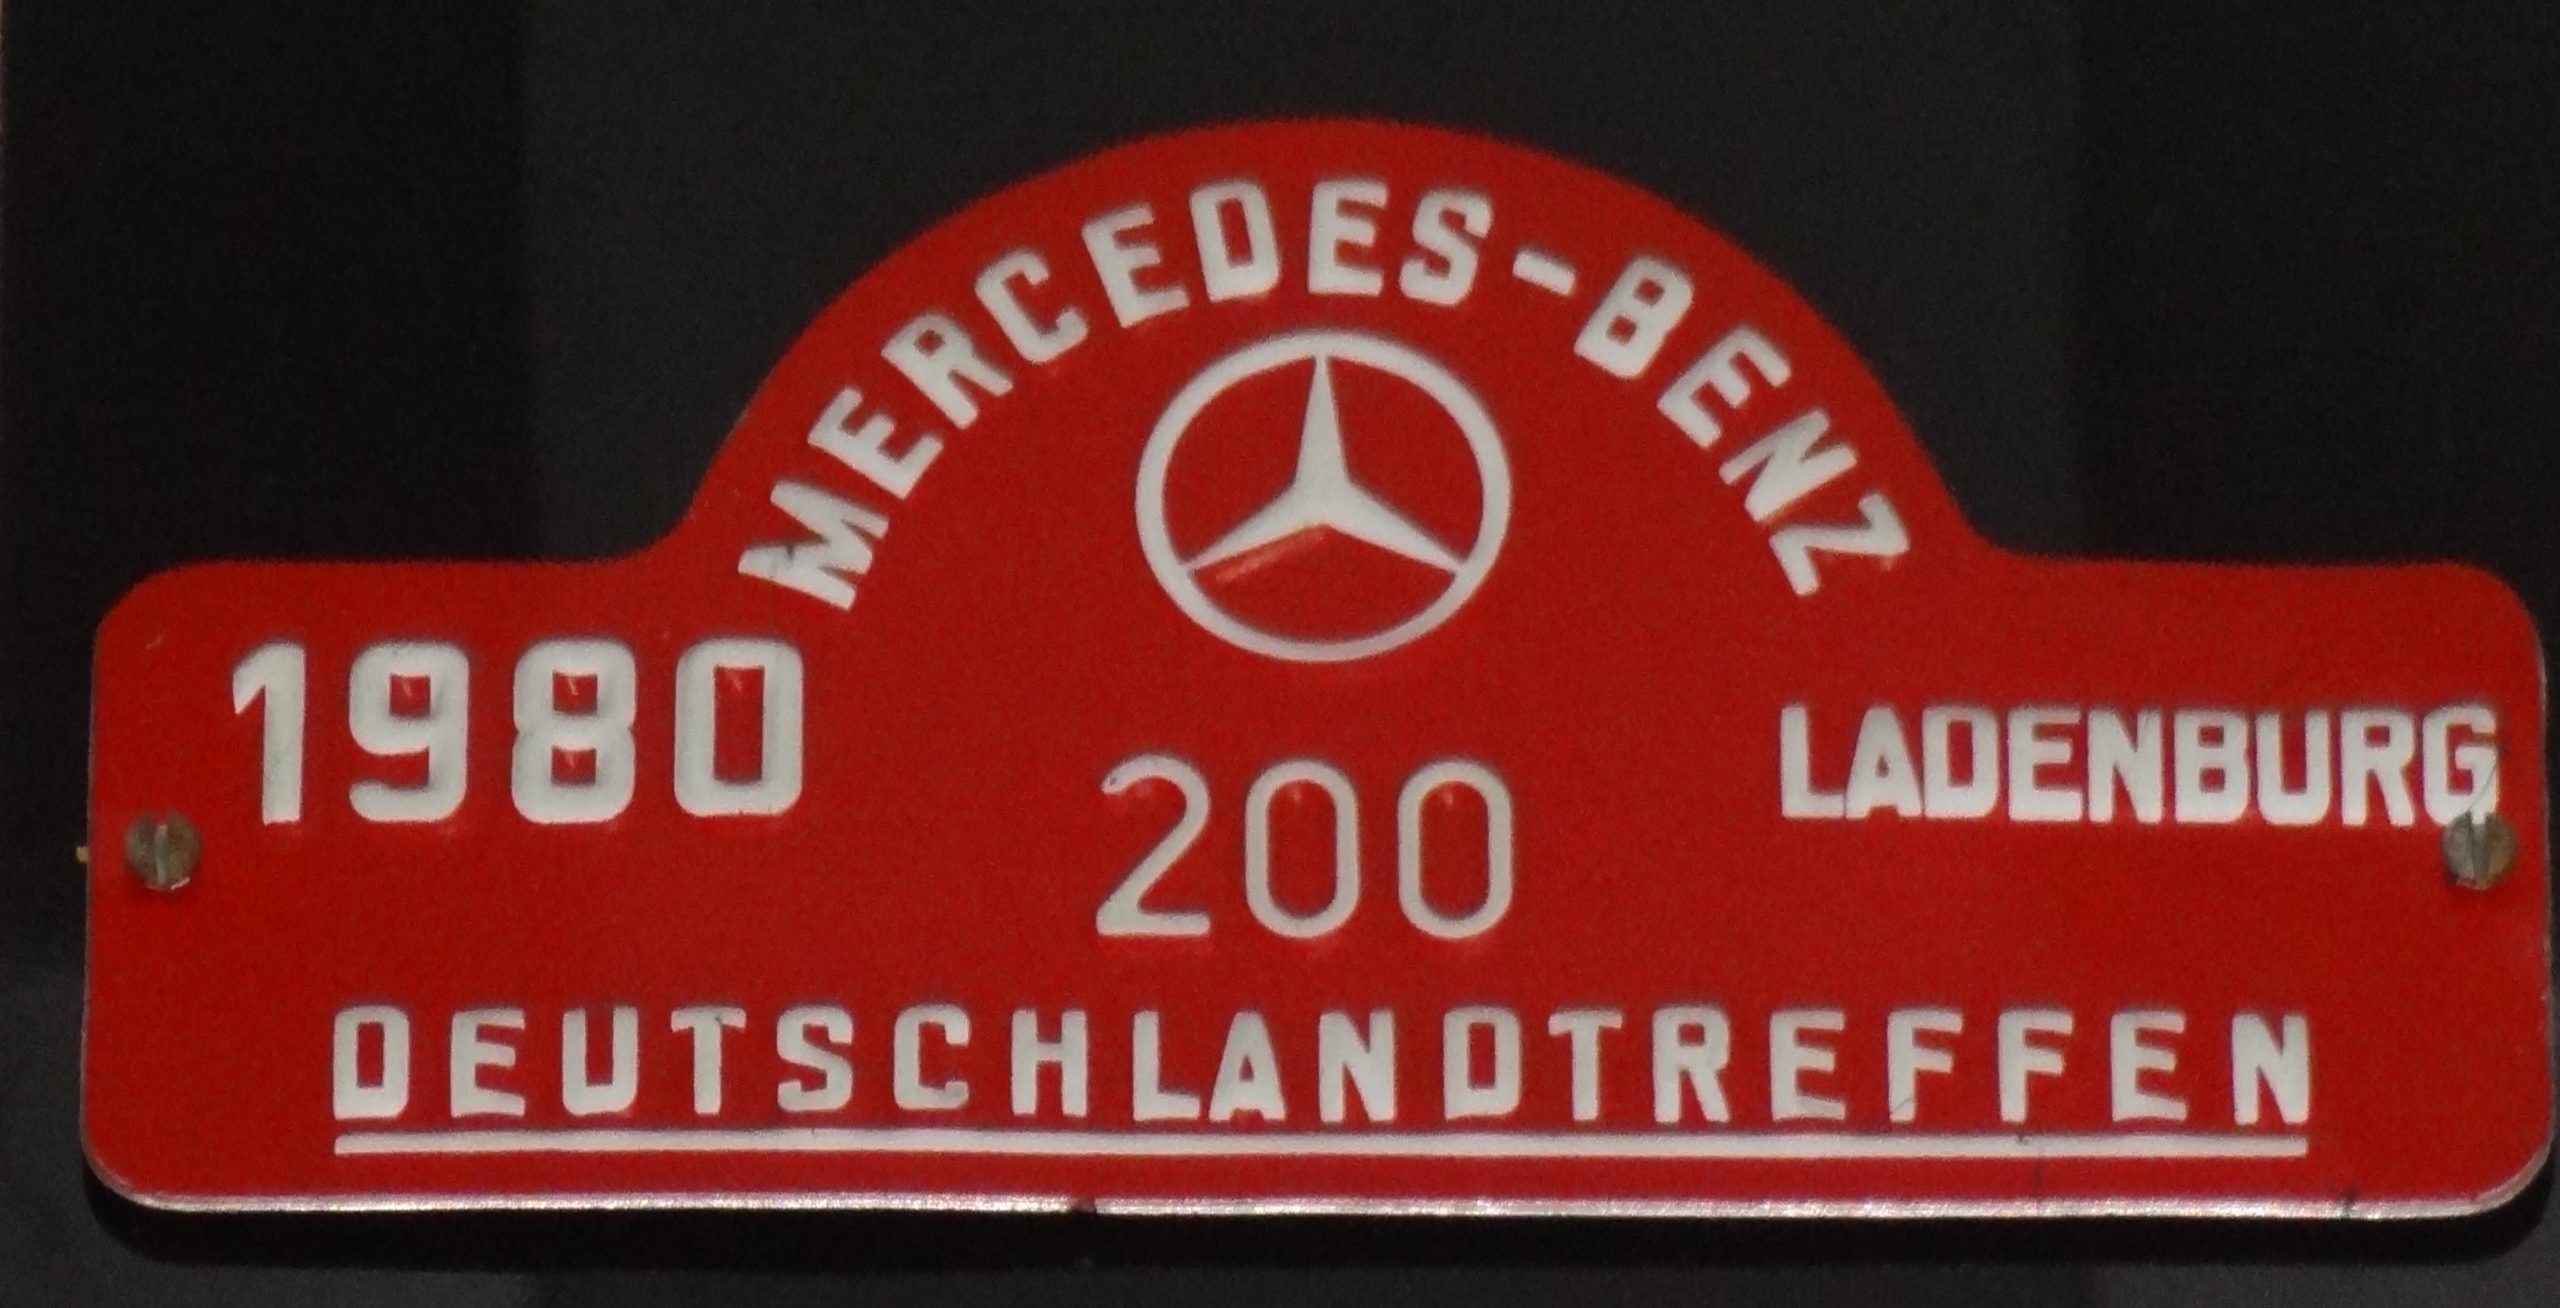 MERCEDES-BENZ
1980
LADENBURG
200
DEUTSCHLANDTREFFEN